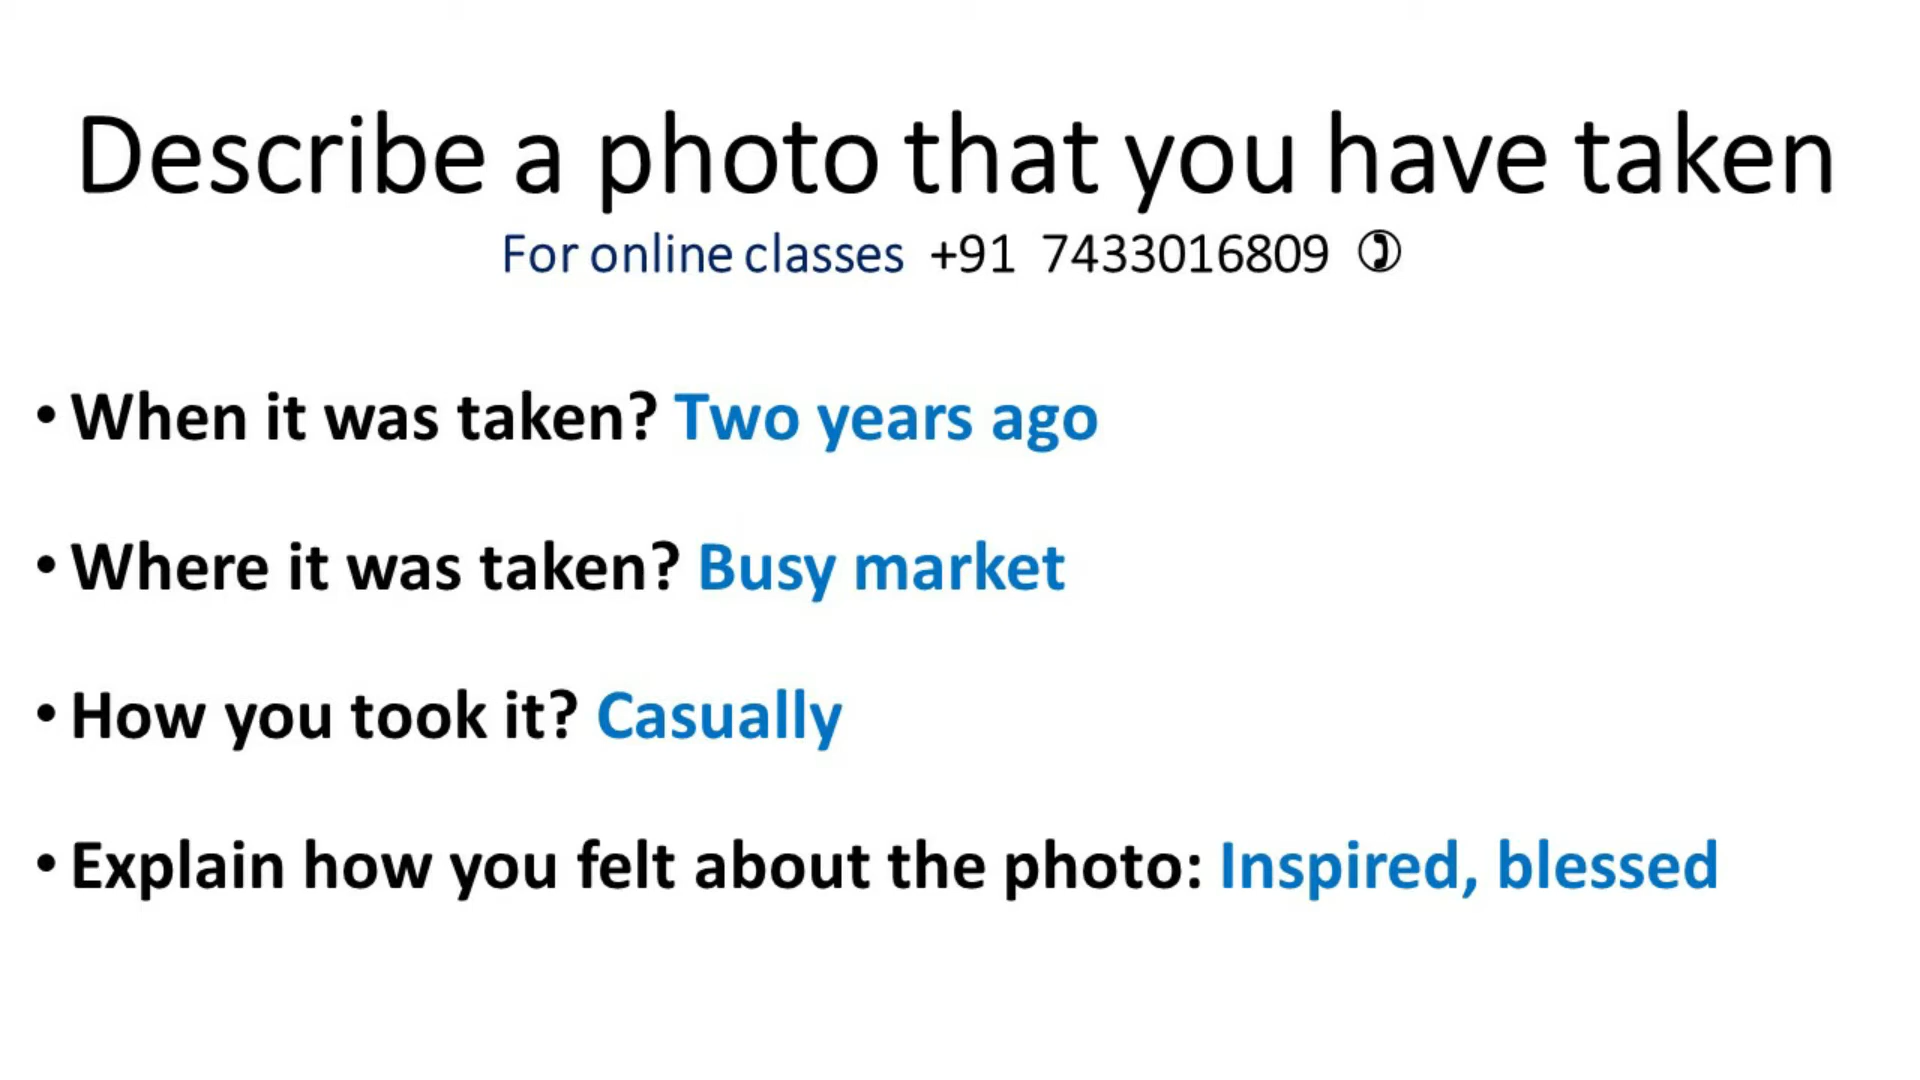 Describe a photo that you have taken
For online classes +91 7433016809 ✆
• When it was taken? Two years ago
• Where it was taken? Busy market
• How you took it? Casually
• Explain how you felt about the photo: Inspired, blessed